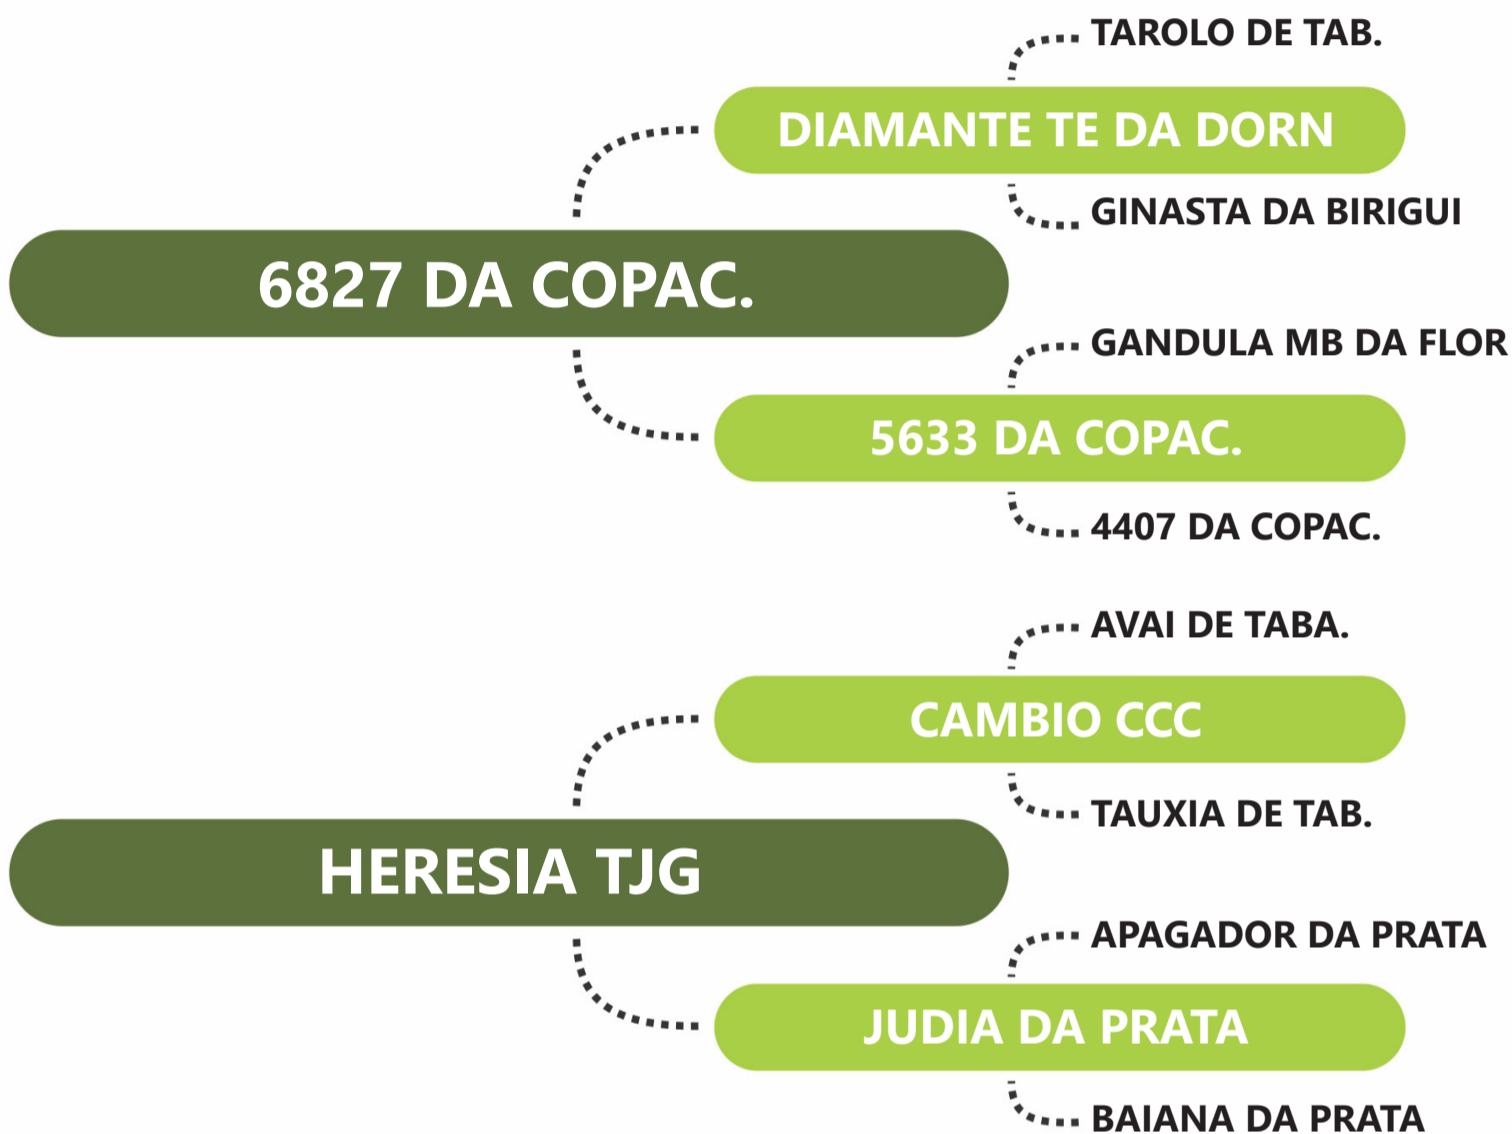 TAROLO DE TAB.
DIAMANTE TE DA DORN
GINASTA DA BIRIGUI
6827 DA COPAC.
GANDULA MB DA FLOR
5633 DA COPAC.
4407 DA COPAC.
AVAI DE TABA.
CAMBIO CCC
TAUXIA DE TAB.
HERESIA TJG
APAGADOR DA PRATA
JUDIA DA PRATA
BAIANA DA PRATA